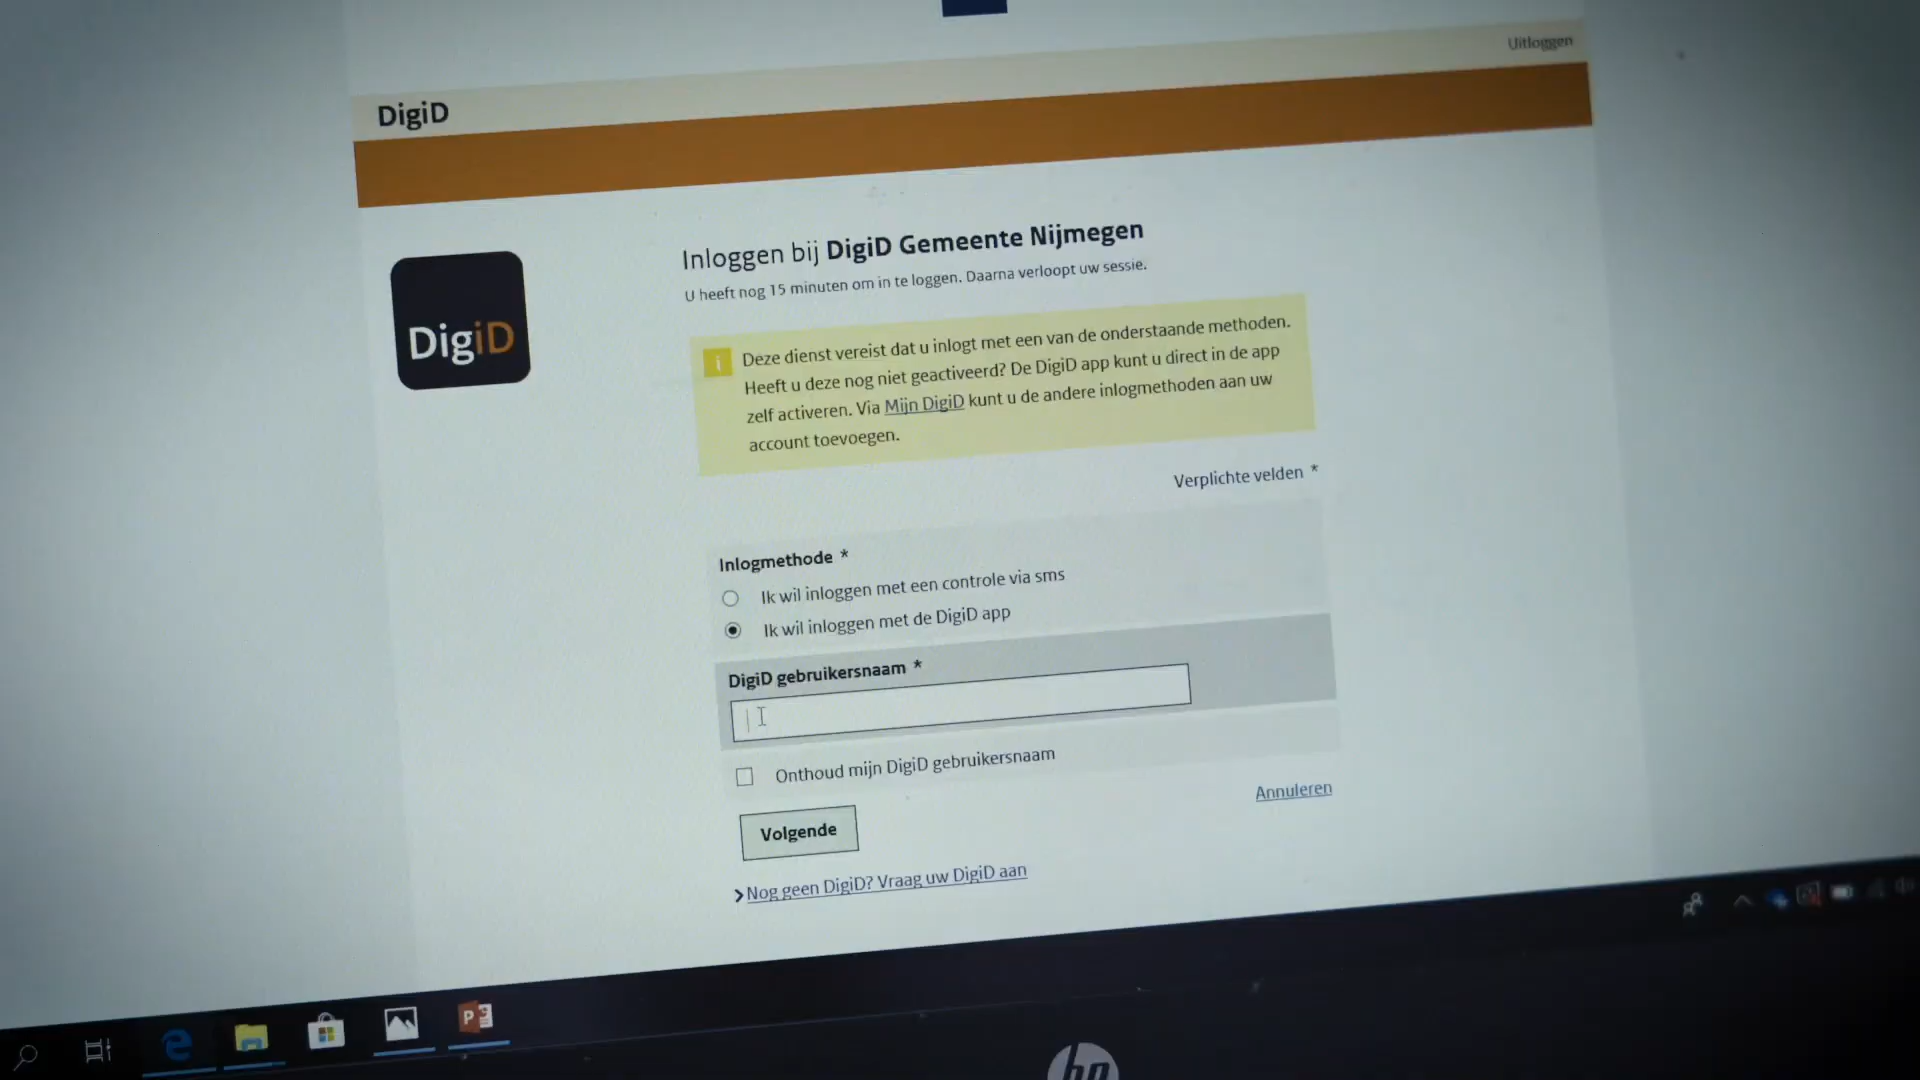 Uitloggen
DigiD
DigiD
Inloggen bij DigiD Gemeente Nijmegen
U heeft nog 15 minuten om in te loggen. Daarna verloopt uw sessie.
i
Deze dienst vereist dat u inlogt met een van de onderstaande methoden.
Heeft u deze nog niet geactiveerd? De DigiD app kunt u direct in de app
zelf activeren. Via Mijn DigiD kunt u de andere inlogmethoden aan uw
account toevoegen.
Verplichte velden *
Inlogmethode *
Ik wil inloggen met een controle via sms
Ik wil inloggen met de DigiD app
DigiD gebruikersnaam *
Onthoud mijn DigiD gebruikersnaam
Annuleren
Volgende
Nog geen DigiD? Vraag uw DigiD aan
P
hp